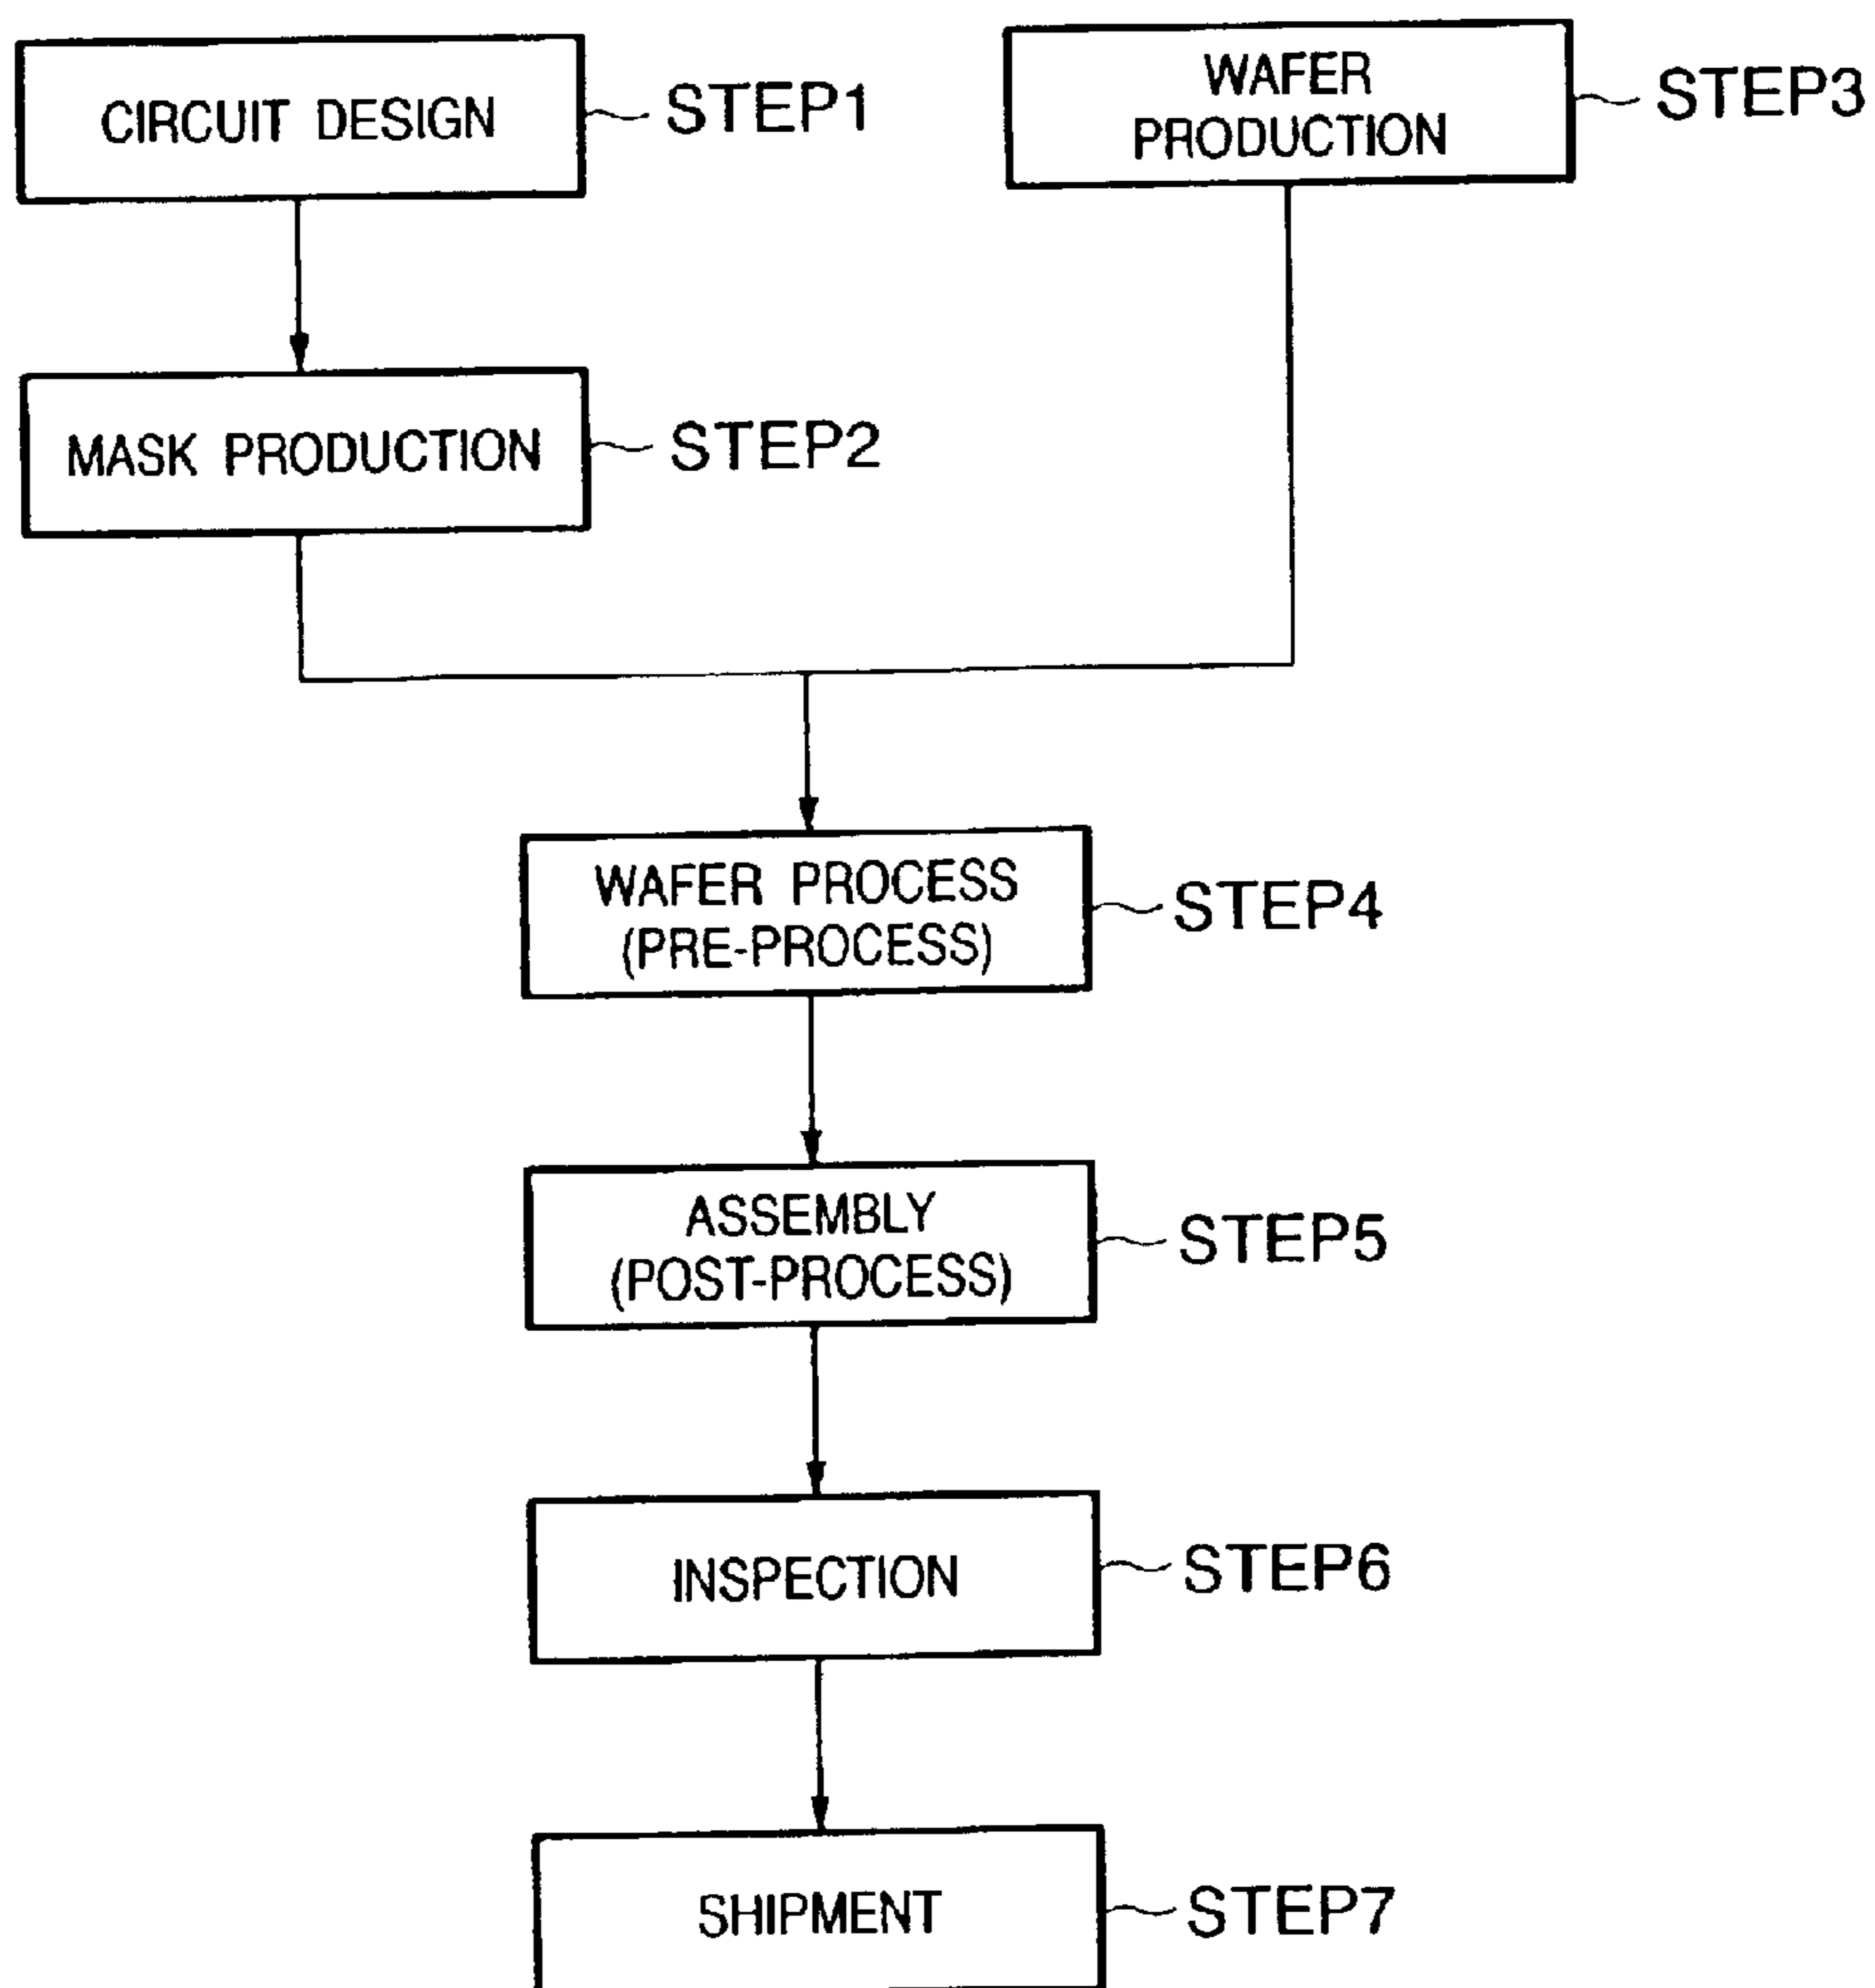 CIRCUIT DESIGN
STEP1
WAFER
PRODUCTION
STEP3
MASK PRODUCTION
STEP2
WAFER PROCESS
(PRE-PROCESS)
STEP4
ASSEMBLY
(POST-PROCESS)
STEP5
INSPECTION
STEP6
SHIPMENT
STEP7